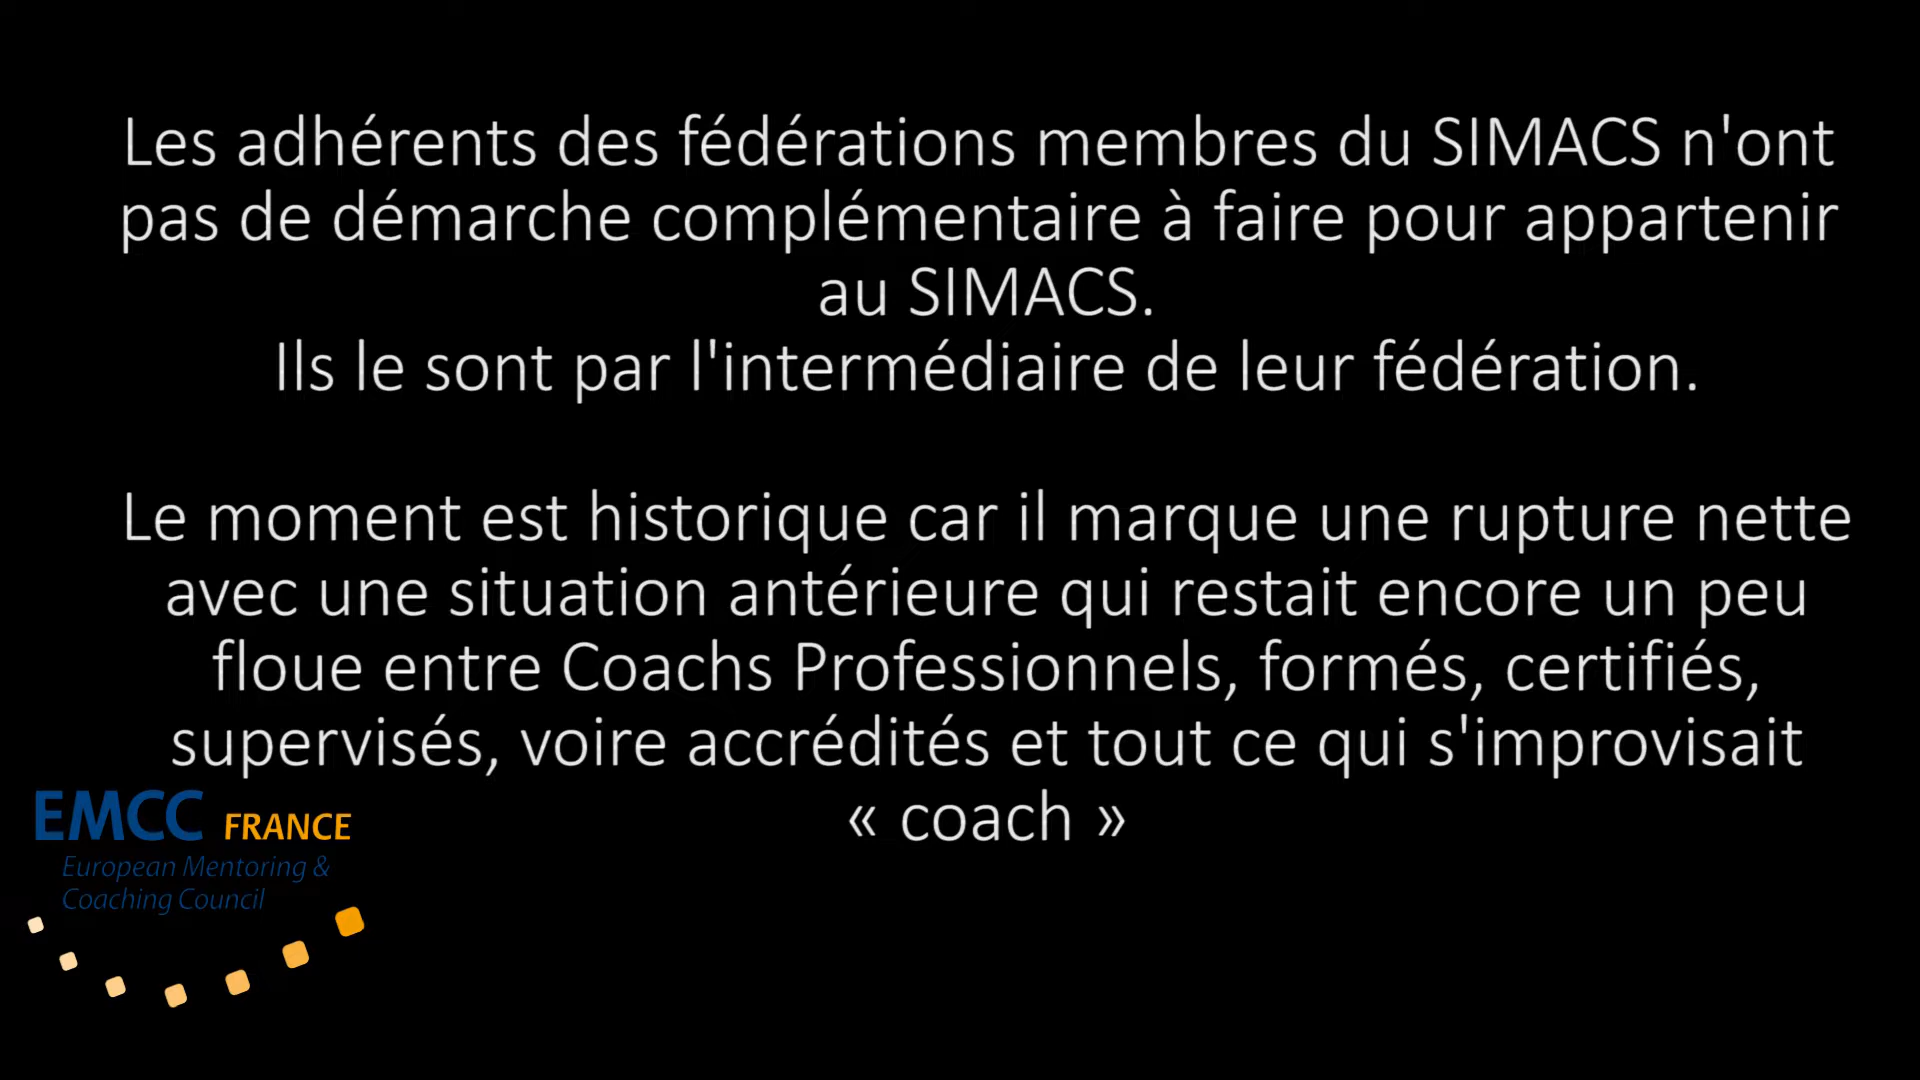 Les adhérents des fédérations membres du SIMACS n'ont
pas de démarche complémentaire à faire pour appartenir
au SIMACS.
Ils le sont par l'intermédiaire de leur fédération.
Le moment est historique car il marque une rupture nette
avec une situation antérieure qui restait encore un peu
floue entre Coachs Professionnels, formés, certifiés,
supervisés, voire accrédités et tout ce qui s'improvisait
« coach »
EMCC FRANCE
European Mentoring &
Coaching Council